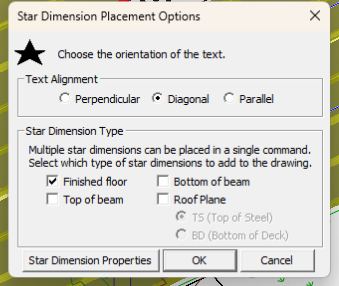 Star Dimension Placement Options
Choose the orientation of the text.
Text Alignment
Perpendicular Diagonal Parallel
Star Dimension Type
Multiple star dimensions can be placed in a single command.
Select which type of star dimensions to add to the drawing.
Finished floor Bottom of beam
Top of beam Roof Plane
TS (Top of Steel)
BD (Bottom of Deck)
Star Dimension Properties OK Cancel